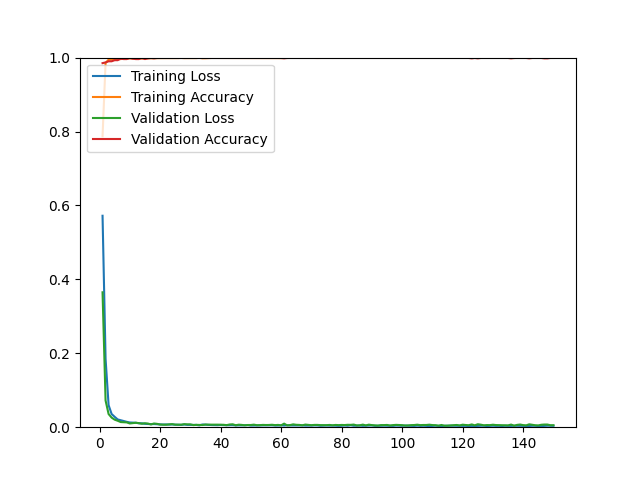 1.0
0.8
0.6
0.4
0.2
0.0
Training Loss
Training Accuracy
Validation Loss
Validation Accuracy
0 20 40 60 80 100 120 140